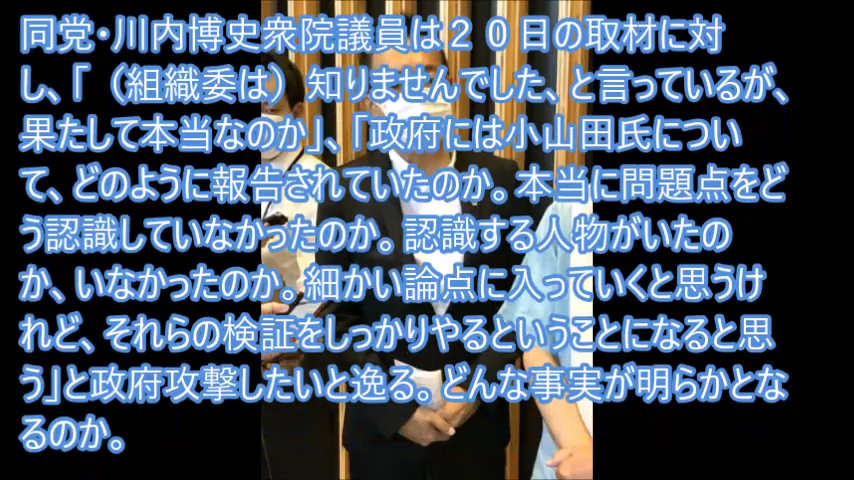 同党・川内博史衆院議員は２０日の取材に対
し、「（組織委は）知りませんでした、と言っているが、
果たして本当なのか」、「政府には小山田氏につい
て、どのように報告されていたのか。本当に問題点をど
う認識していなかったのか。認識する人物がいたの
か、いなかったのか。細かい論点に入っていくと思うけ
れど、それらの検証をしっかりやるということになると思
う」と政府攻撃したいと逸る。どんな事実が明らかとな
るのか。